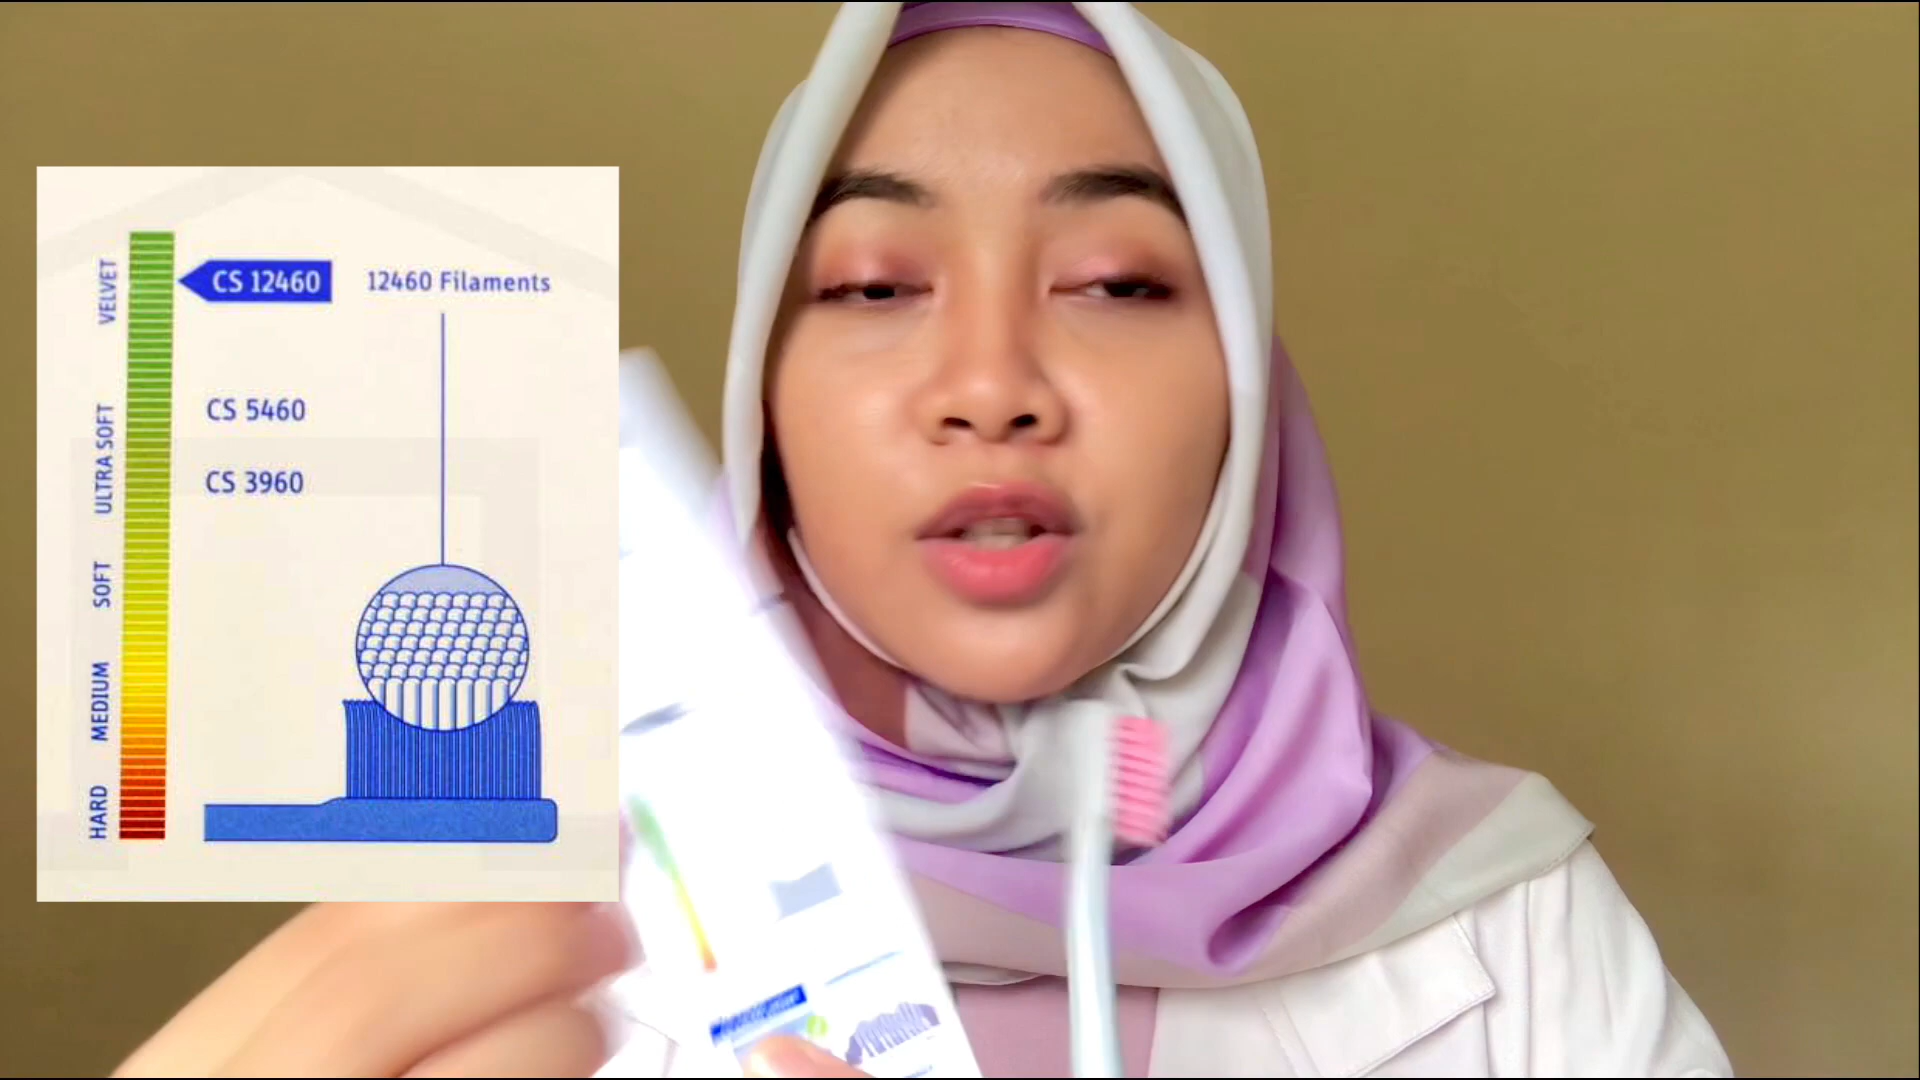 VELVET
CS 12460
12460 Filaments
ULTRA SOFT
CS 5460
CS 3960
SOFT
MEDIUM
HARD